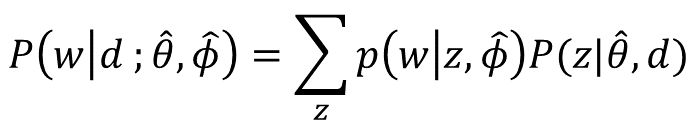 P(w|d ; θ̂, ϕ̂) = ∑_z p(w|z, ϕ̂)P(z|θ̂, d)